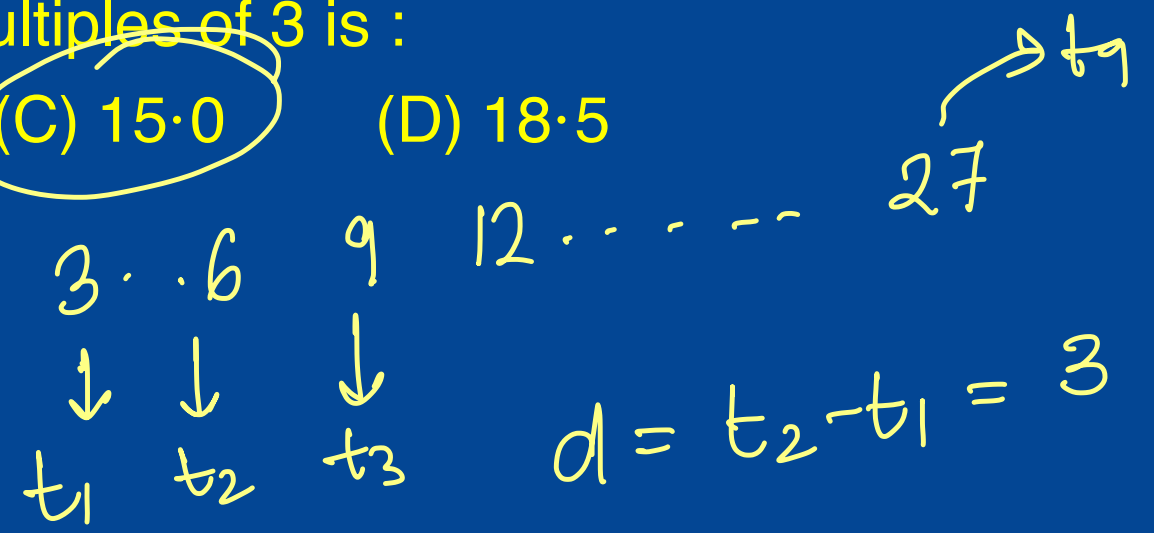 ultiples of 3 is :
(C) 15·0 (D) 18·5
t9
3 · · 6 9 12 · · · - - - 27
t1 t2 t3 d = t2 - t1 = 3